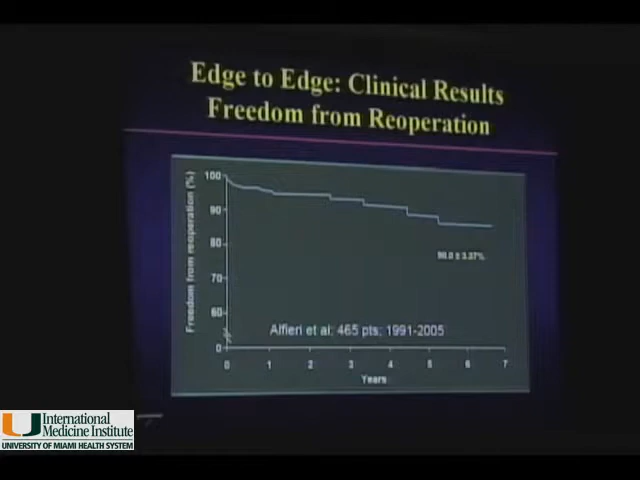 Edge to Edge: Clinical Results
Freedom from Reoperation
Freedom from reoperation (%)
100
90
80
70
60
0
Alfieri et al: 465 pts; 1991-2005
0 1 2 3 4 5 6 7
Years
U
International
Medicine Institute
UNIVERSITY OF MIAMI HEALTH SYSTEM